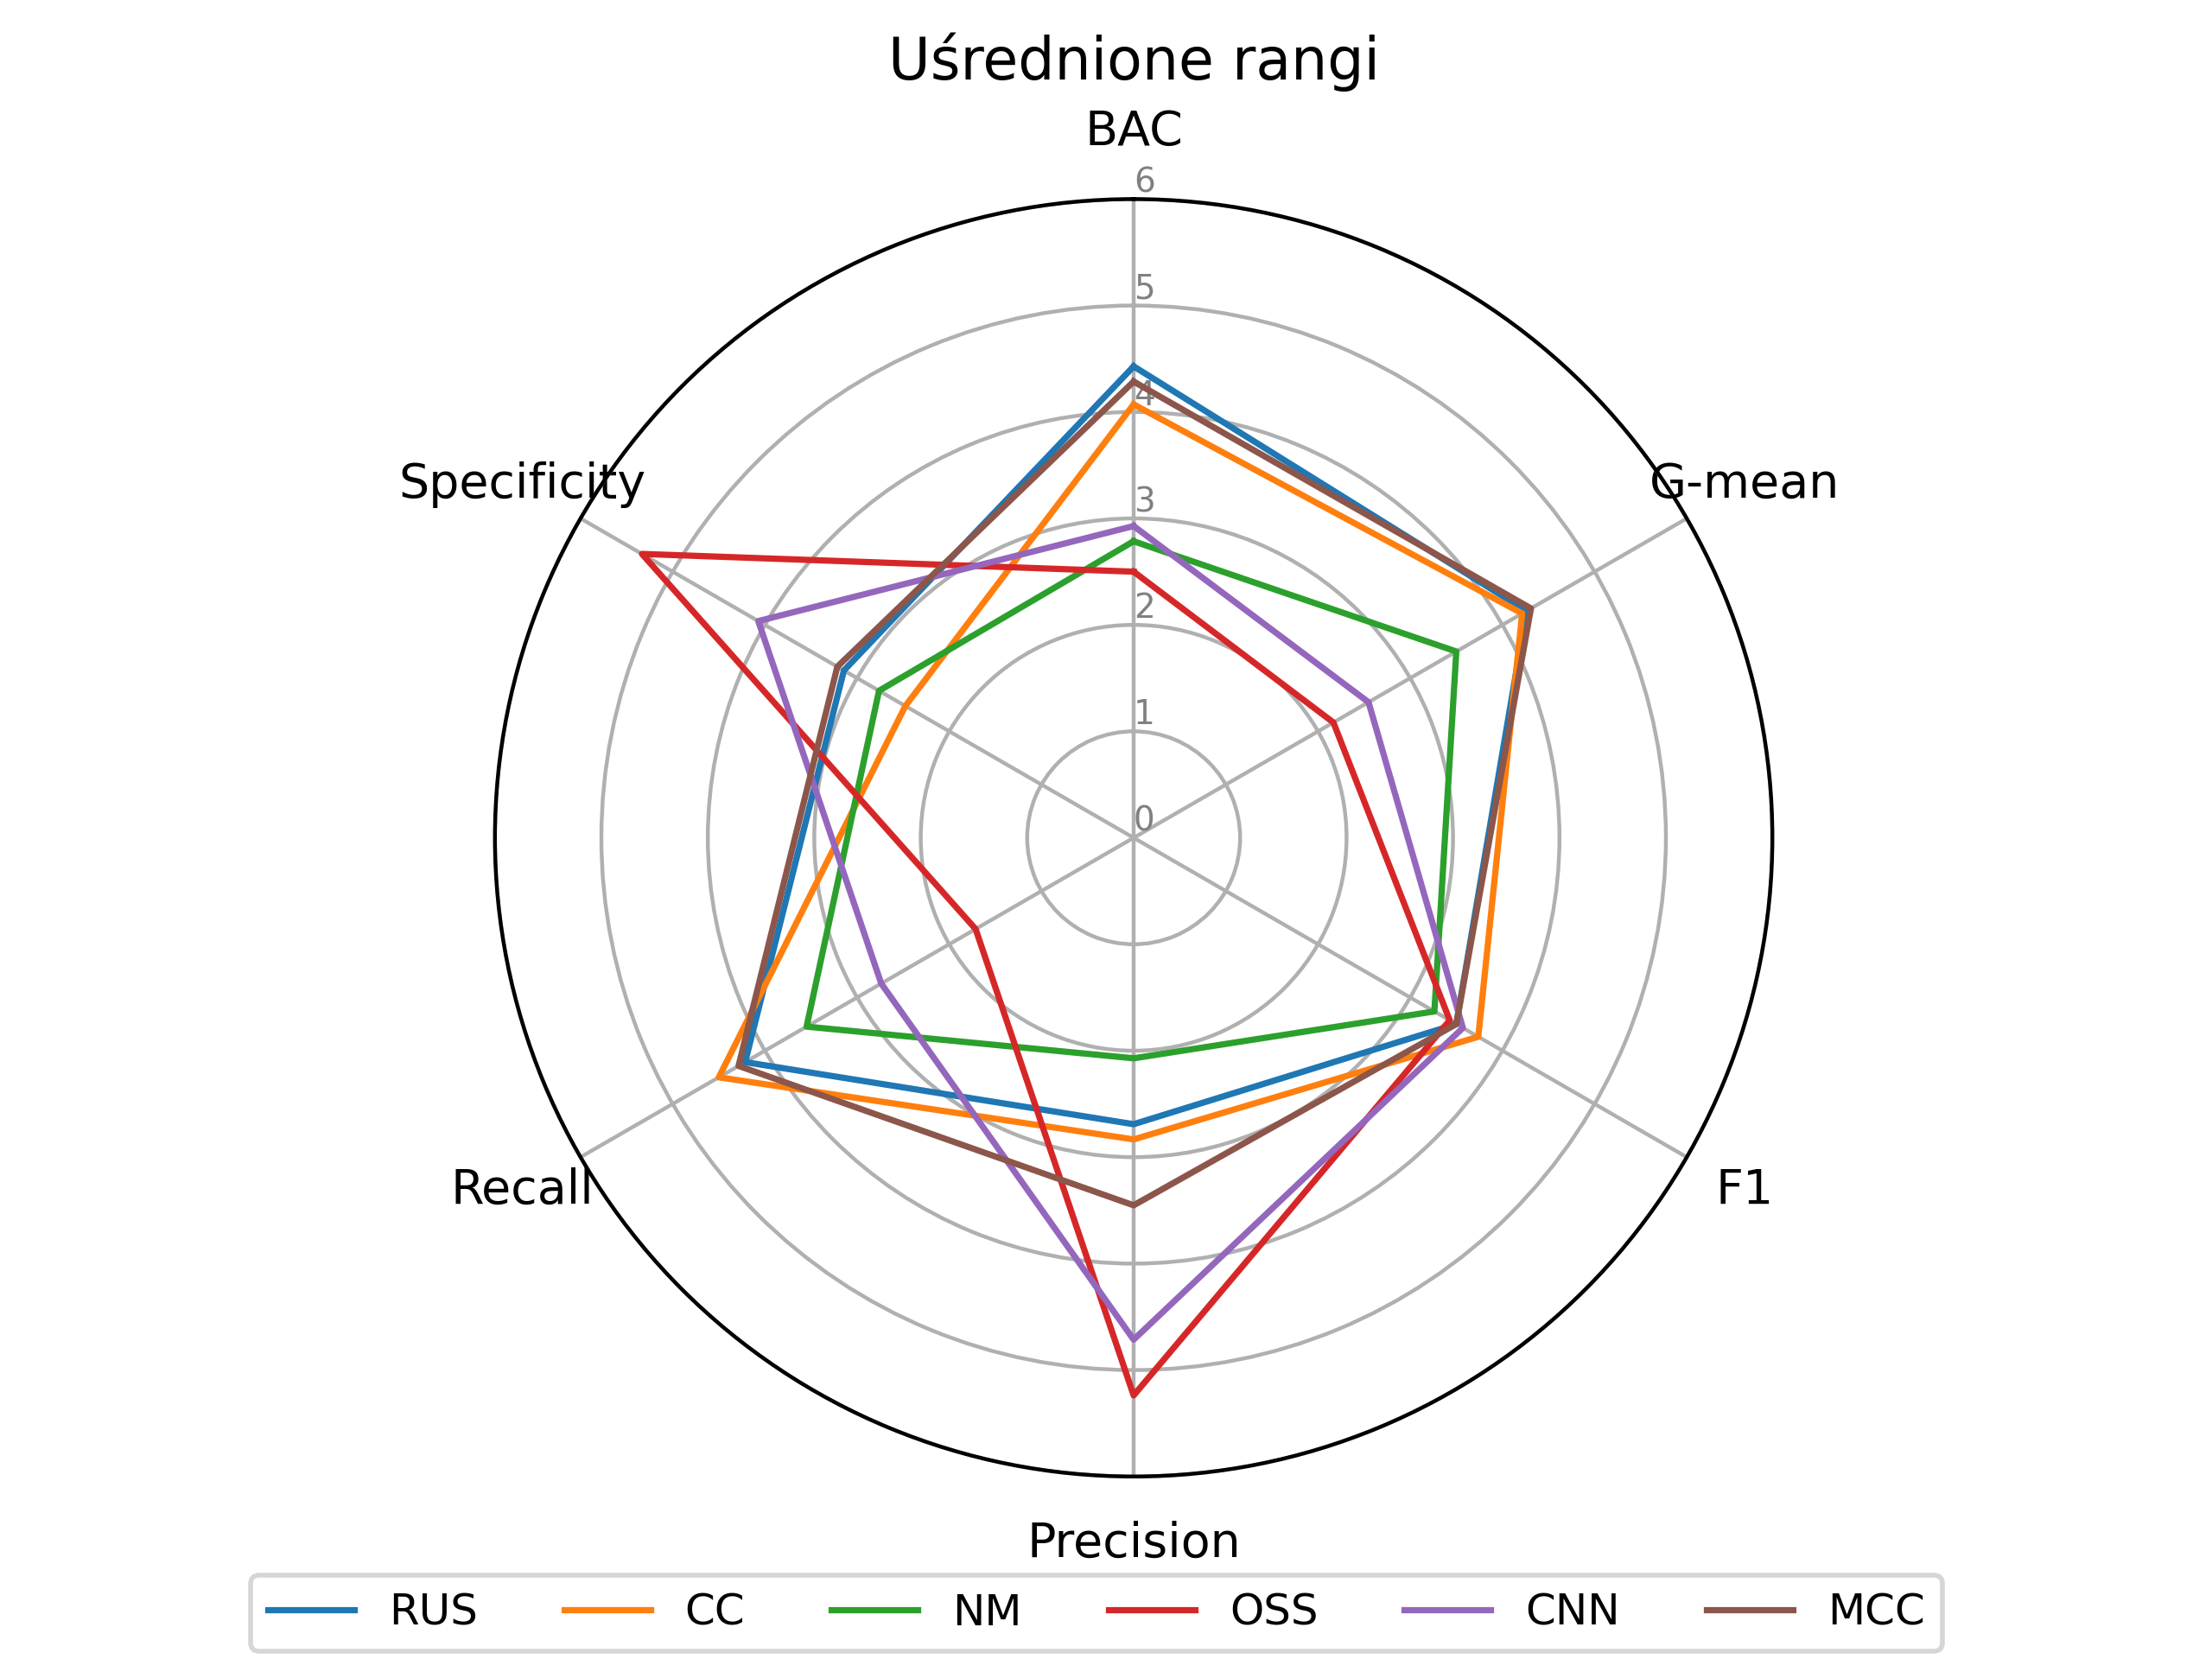 Uśrednione rangi
BAC
6
5
4
3
2
1
0
Specificity
G-mean
Recall
F1
Precision
RUS CC NM OSS CNN MCC